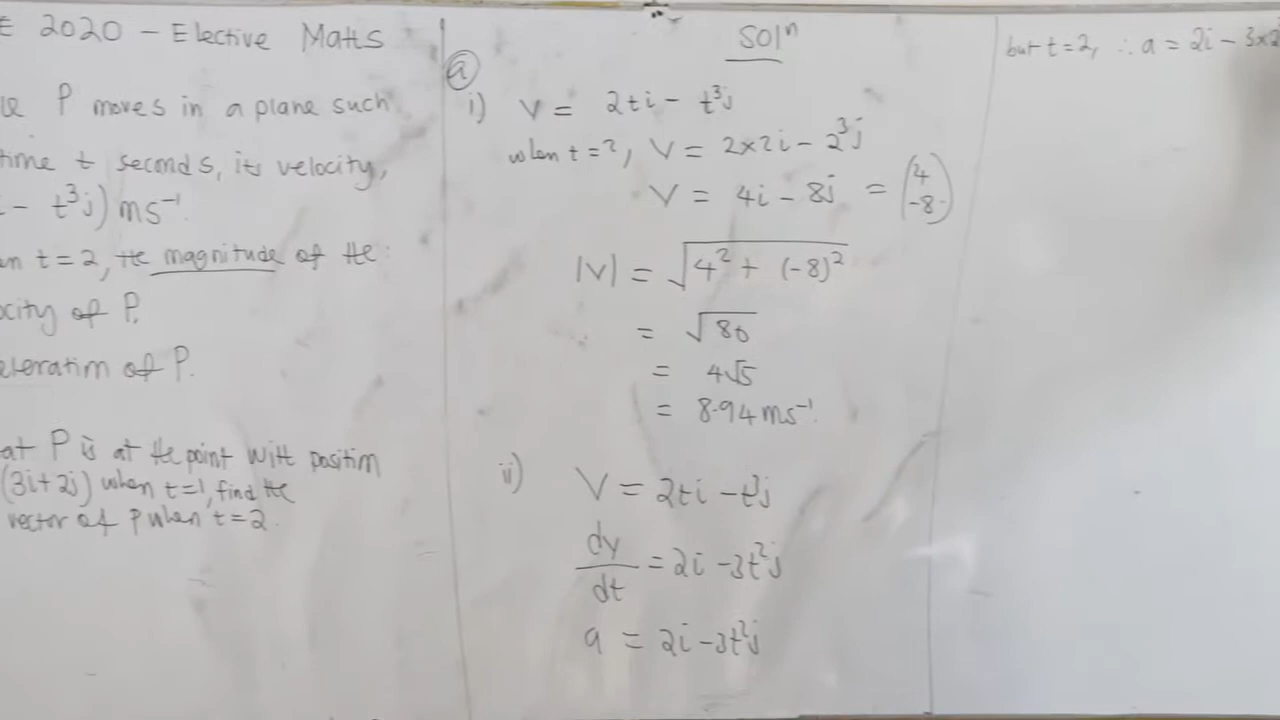 2020 - Elective Maths
P moves in a plane such
time t seconds, its velocity,
- t³j) ms⁻¹
t = 2, the magnitude of the
of P.
of P.
at P is at the point with position
(3i+2j) when t=1, find the
vector of P when t=2.
Solⁿ
a
i) V = 2ti - t³j
when t = 2, V = 2×2i - 2³j
V = 4i - 8j = (4 -8)
|V| = √4² + (-8)²
= √80
= 4√5
= 8.94 ms⁻¹
ii) V = 2ti - t³j
dv/dt = 2i - 3t²j
a = 2i - 3t²j
but t = 2, ∴ a = 2i - 3×2